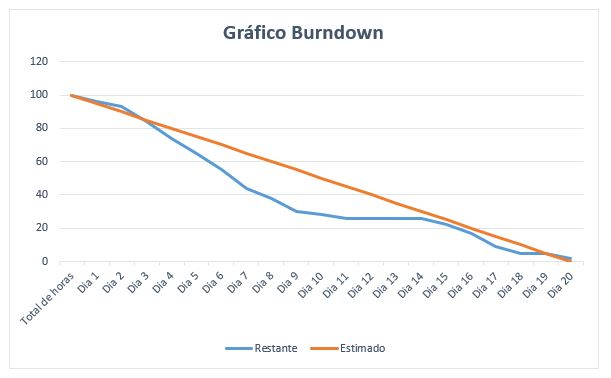 Gráfico Burndown
120
100
80
60
40
20
0
Total de horas
Dia 1
Dia 2
Dia 3
Dia 4
Dia 5
Dia 6
Dia 7
Dia 8
Dia 9
Dia 10
Dia 11
Dia 12
Dia 13
Dia 14
Dia 15
Dia 16
Dia 17
Dia 18
Dia 19
Dia 20
Restante
Estimado